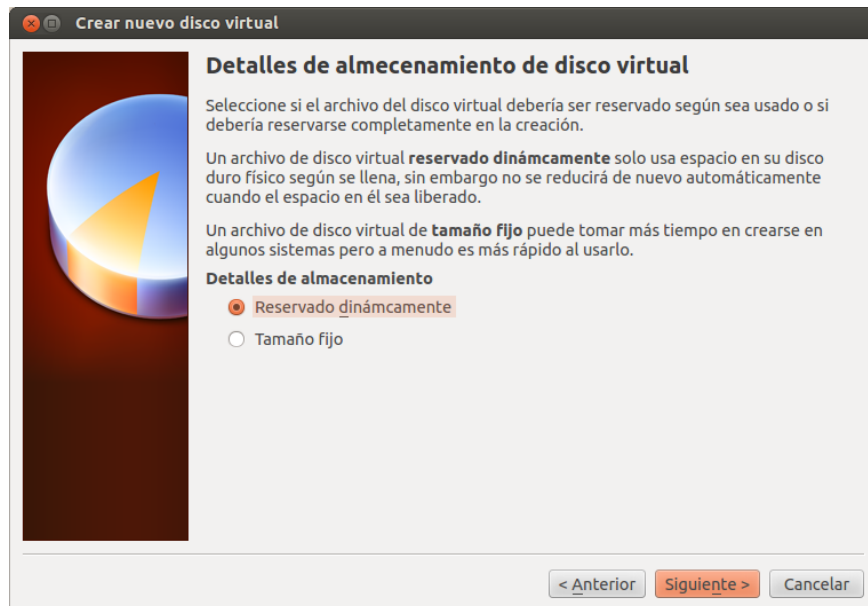 Crear nuevo disco virtual
Detalles de almecenamiento de disco virtual
Seleccione si el archivo del disco virtual debería ser reservado según sea usado o si
debería reservarse completamente en la creación.
Un archivo de disco virtual reservado dinámcamente solo usa espacio en su disco
duro físico según se llena, sin embargo no se reducirá de nuevo automáticamente
cuando el espacio en él sea liberado.
Un archivo de disco virtual de tamaño fijo puede tomar más tiempo en crearse en
algunos sistemas pero a menudo es más rápido al usarlo.
Detalles de almacenamiento
Reservado dinámcamente
Tamaño fijo
< Anterior
Siguiente >
Cancelar